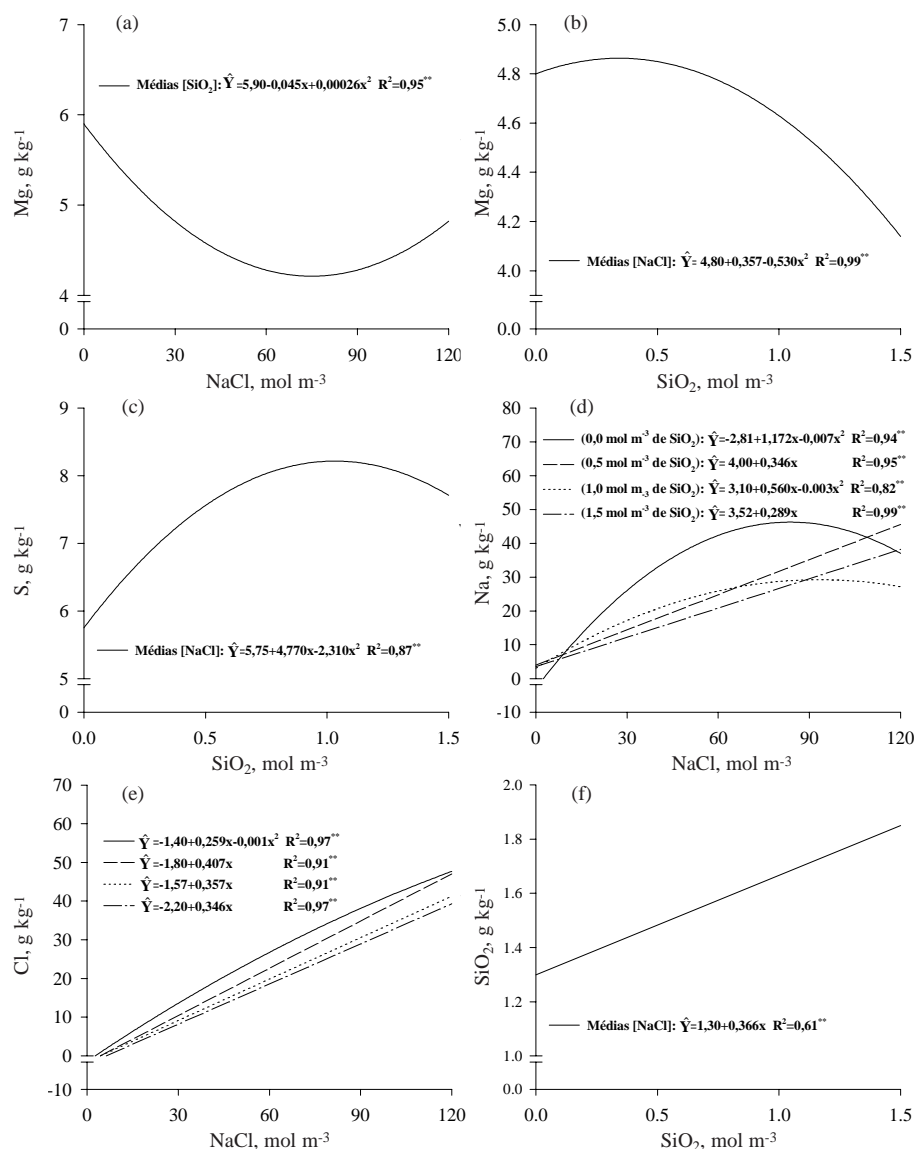 (a)
Médias [SiO₂]: Ŷ =5,90-0,045x+0,00026x² R²=0,95**
Mg, g kg⁻¹
7
6
5
4
0
0 30 60 90 120
NaCl, mol m⁻³
(b)
Médias [NaCl]: Ŷ= 4,80+0,357-0,530x² R²=0,99**
Mg, g kg⁻¹
5.0
4.8
4.6
4.4
4.2
4.0
0.0
0.0 0.5 1.0 1.5
SiO₂, mol m⁻³
(c)
Médias [NaCl]: Ŷ=5,75+4,770x-2,310x² R²=0,87**
S, g kg⁻¹
9
8
7
6
5
0
0.0 0.5 1.0 1.5
SiO₂, mol m⁻³
(d)
(0,0 mol m⁻³ de SiO₂): Ŷ=-2,81+1,172x-0,007x² R²=0,94**
(0,5 mol m⁻³ de SiO₂): Ŷ= 4,00+0,346x R²=0,95**
(1,0 mol m₋₃ de SiO₂): Ŷ= 3,10+0,560x-0.003x² R²=0,82**
(1,5 mol m⁻³ de SiO₂): Ŷ= 3,52+0,289x R²=0,99**
Na, g kg⁻¹
80
70
60
50
40
30
20
10
0
-10
0 30 60 90 120
NaCl, mol m⁻³
(e)
Ŷ=-1,40+0,259x-0,001x² R²=0,97**
Ŷ=-1,80+0,407x R²=0,91**
Ŷ=-1,57+0,357x R²=0,91**
Ŷ=-2,20+0,346x R²=0,97**
Cl, g kg⁻¹
70
60
50
40
30
20
10
0
-10
0 30 60 90 120
NaCl, mol m⁻³
(f)
Médias [NaCl]: Ŷ=1,30+0,366x R²=0,61**
SiO₂, g kg⁻¹
2.0
1.8
1.6
1.4
1.2
1.0
0.0
0.0 0.5 1.0 1.5
SiO₂, mol m⁻³